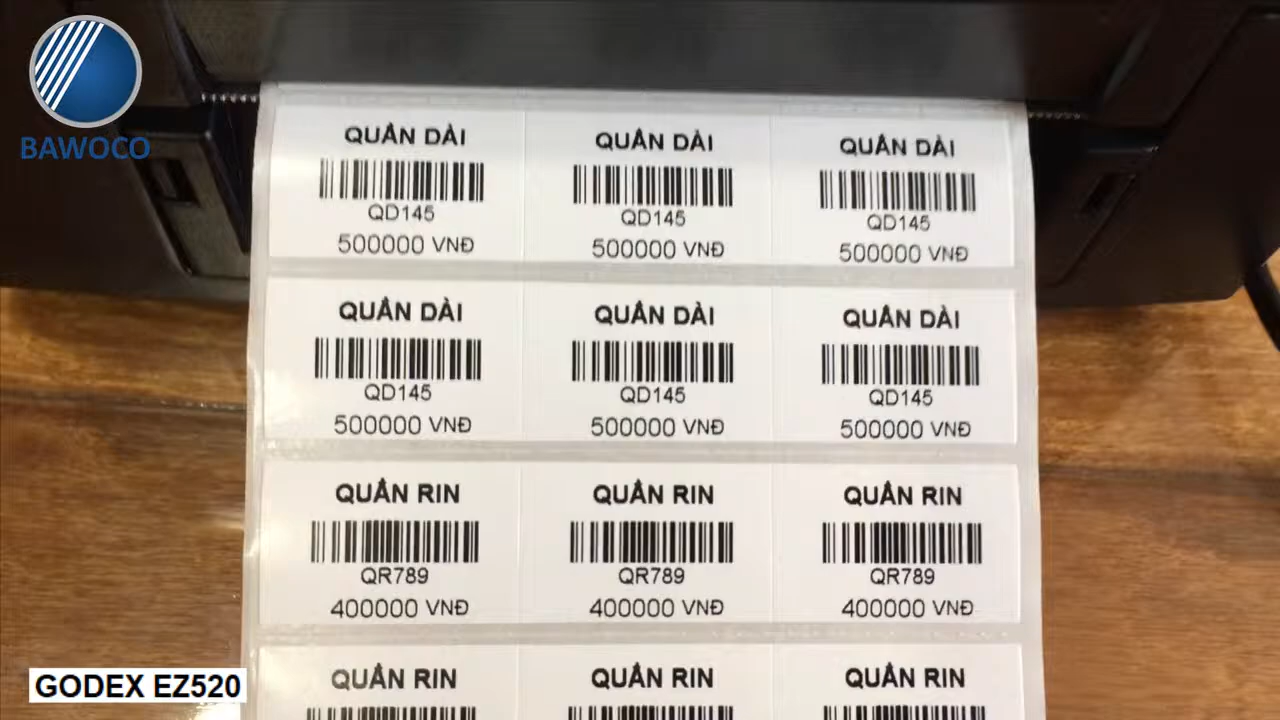 BAWOCO
QUẦN DÀI QUẦN DÀI QUẦN DÀI
QD145 QD145 QD145
500000 VNĐ 500000 VNĐ 500000 VNĐ
QUẦN DÀI QUẦN DÀI QUẦN DÀI
QD145 QD145 QD145
500000 VNĐ 500000 VNĐ 500000 VNĐ
QUẦN RIN QUẦN RIN QUẦN RIN
QR789 QR789 QR789
400000 VNĐ 400000 VNĐ 400000 VNĐ
QUẦN RIN QUẦN RIN QUẦN RIN
GODEX EZ520